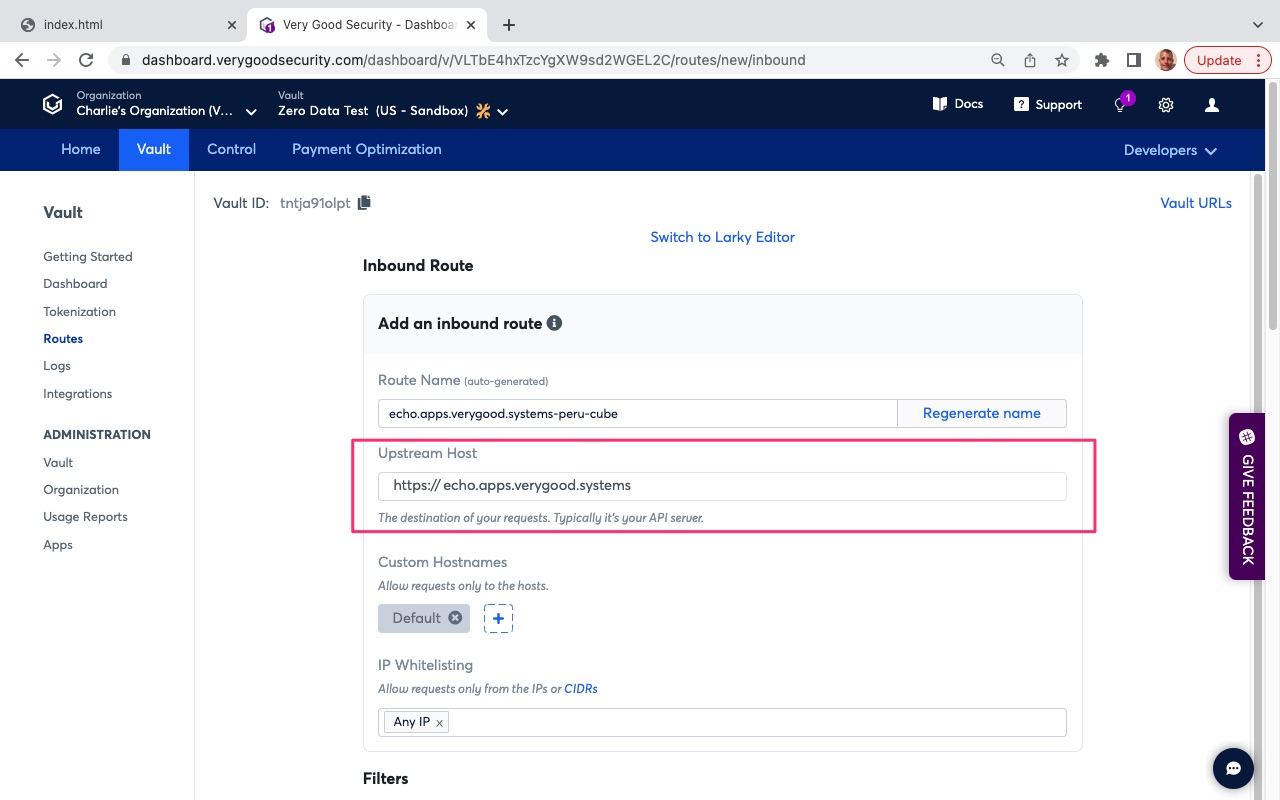 index.html
Very Good Security - Dashboa
dashboard.verygoodsecurity.com/dashboard/v/VLTbE4hxTzcYgXW9sd2WGEL2C/routes/new/inbound
Update
Organization
Charlie's Organization (V...
Vault
Zero Data Test (US - Sandbox)
Docs
Support
1
Home
Vault
Control
Payment Optimization
Developers
Vault
Getting Started
Dashboard
Tokenization
Routes
Logs
Integrations
ADMINISTRATION
Vault
Organization
Usage Reports
Apps
Vault ID: tntja91olpt
Vault URLs
Switch to Larky Editor
Inbound Route
Add an inbound route
Route Name (auto-generated)
echo.apps.verygood.systems-peru-cube
Regenerate name
Upstream Host
https:// echo.apps.verygood.systems
The destination of your requests. Typically it's your API server.
Custom Hostnames
Allow requests only to the hosts.
Default
IP Whitelisting
Allow requests only from the IPs or CIDRs
Any IP x
Filters
GIVE FEEDBACK